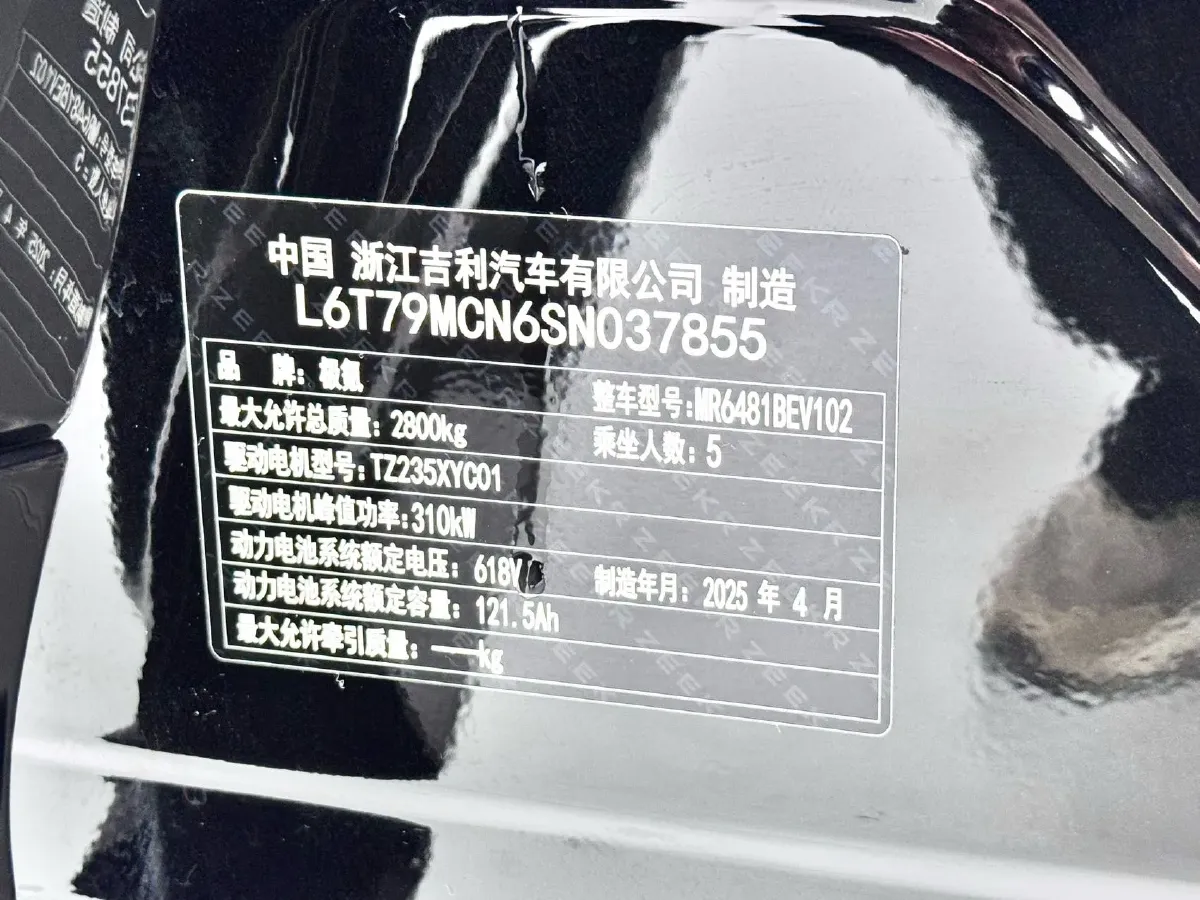 中国 浙江吉利汽车有限公司 制造
L6T79MCN6SN037855
品 牌: 极氪 整车型号:MR6481BEV102
最大允许总质量: 2800kg 乘坐人数: 5
驱动电机型号:TZ235XYC01
驱动电机峰值功率:310kW
动力电池系统额定电压: 618V 制造年月: 2025 年 4 月
动力电池系统额定容量: 121.5Ah
最大允许牵引质量: ——kg
ZEEKR